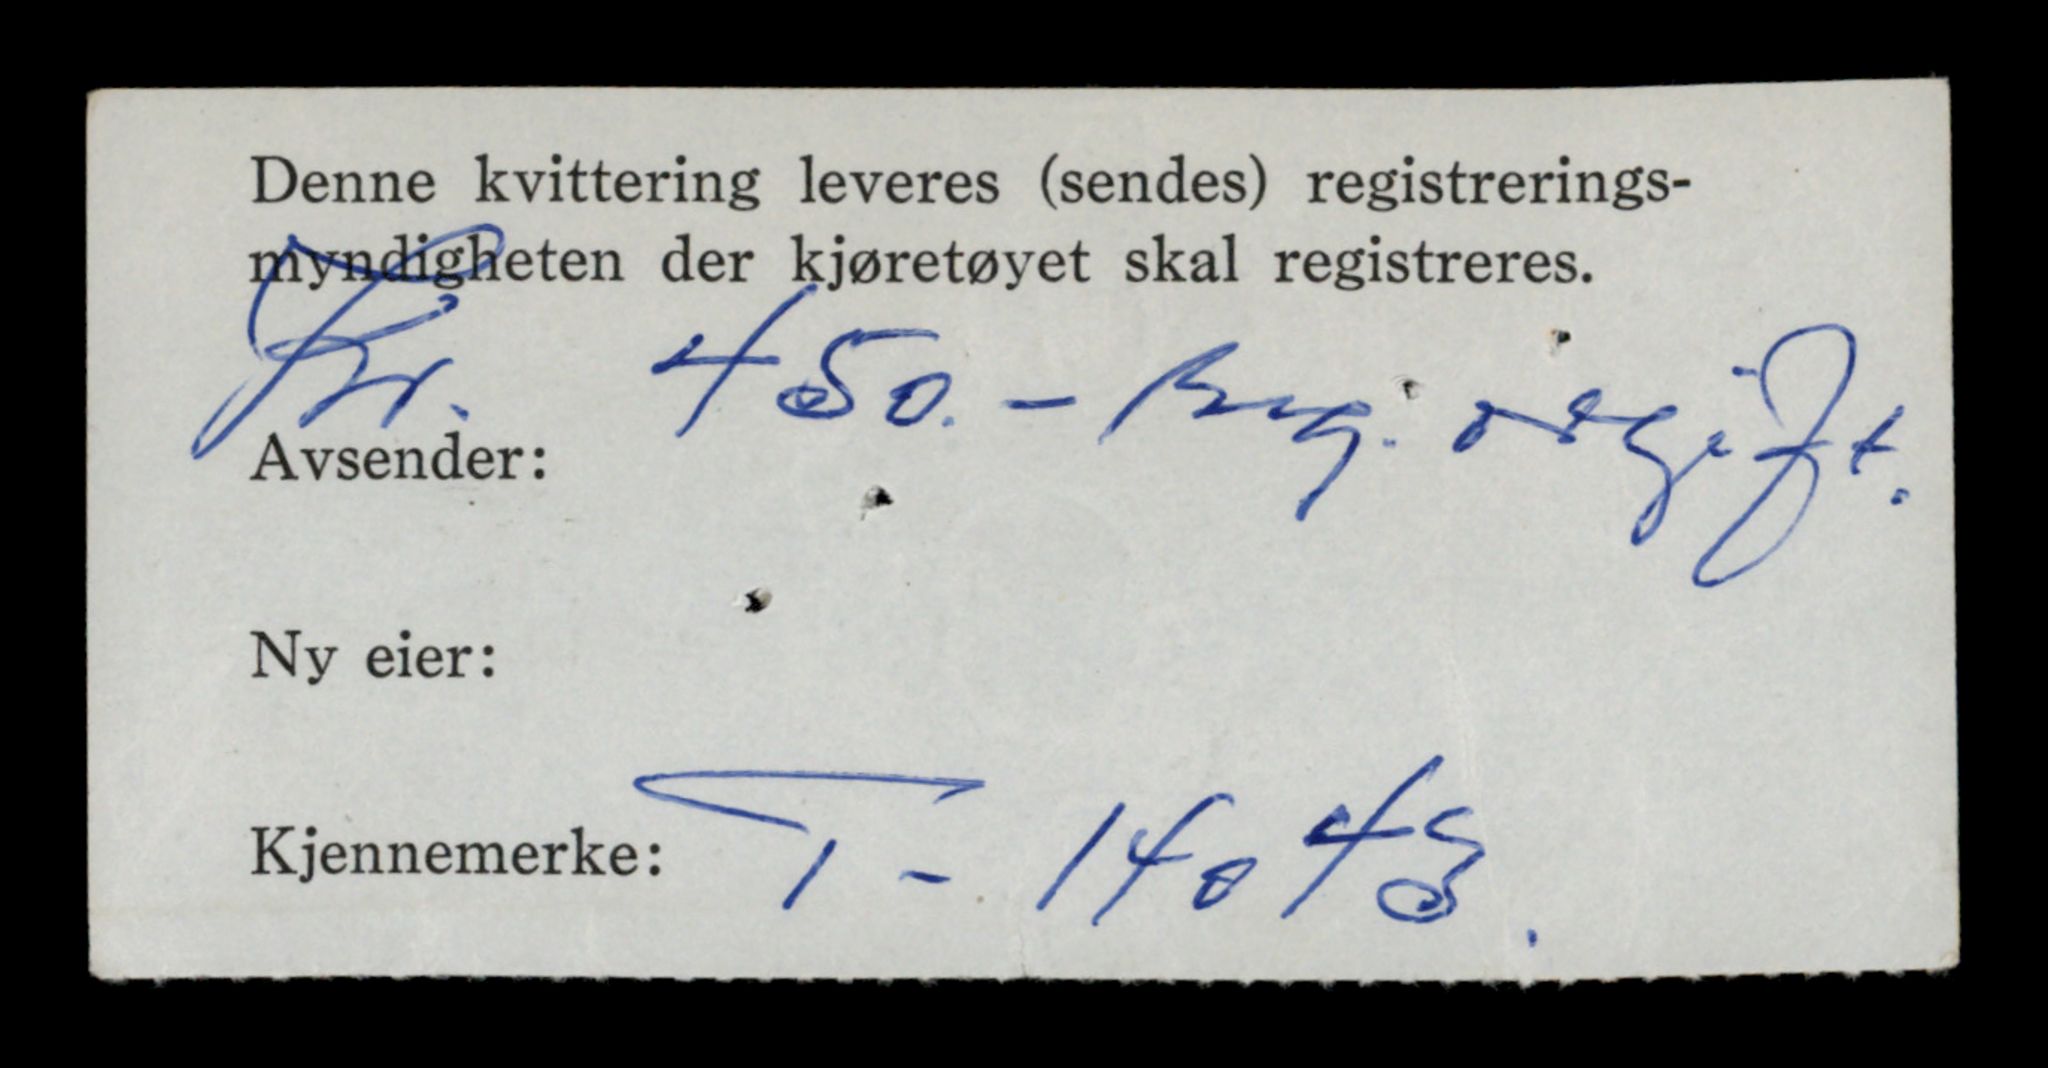 Denne kvittering leveres (sendes) registrerings-
myndigheten der kjøretøyet skal registreres.
Kr. 450.- reg. avgift.
Avsender:
Ny eier:
Kjennemerke: T - 14043.